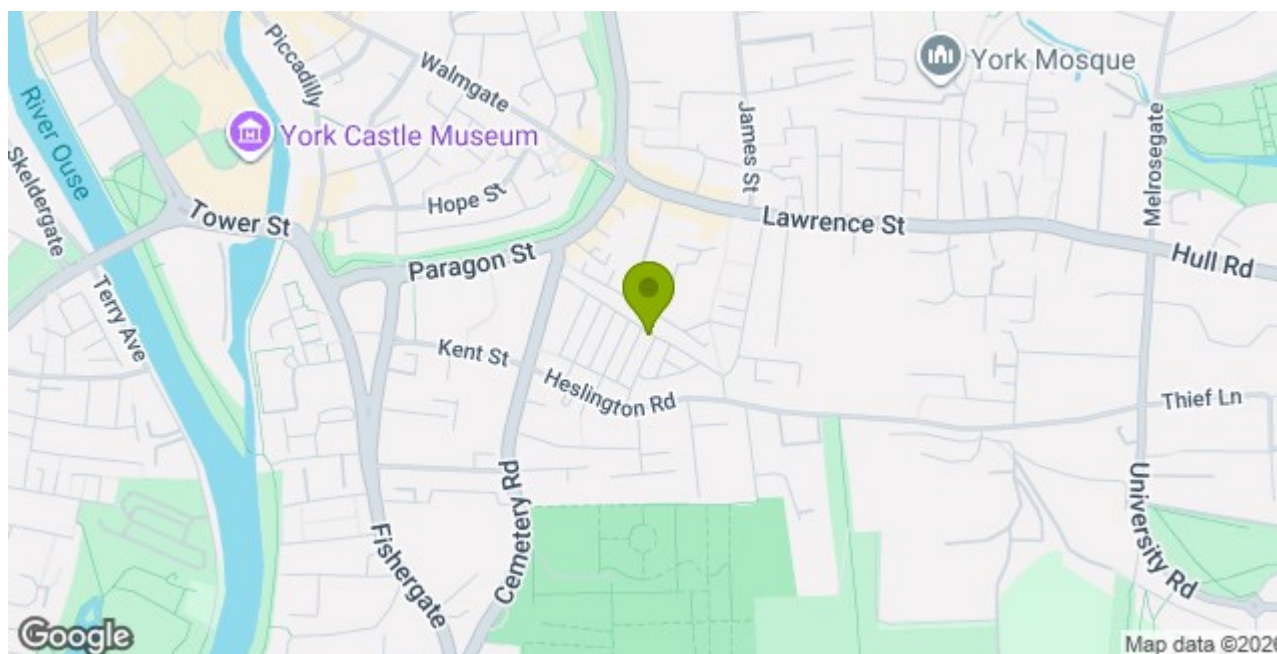 Piccadilly
Walmgate
York Mosque
River Ouse
York Castle Museum
James St
Melrosegate
Skeldergate
Hope St
Tower St
Lawrence St
Paragon St
Hull Rd
Terry Ave
Kent St
Heslington Rd
Thief Ln
Cemetery Rd
University Rd
Fishergate
Google
Map data ©2026